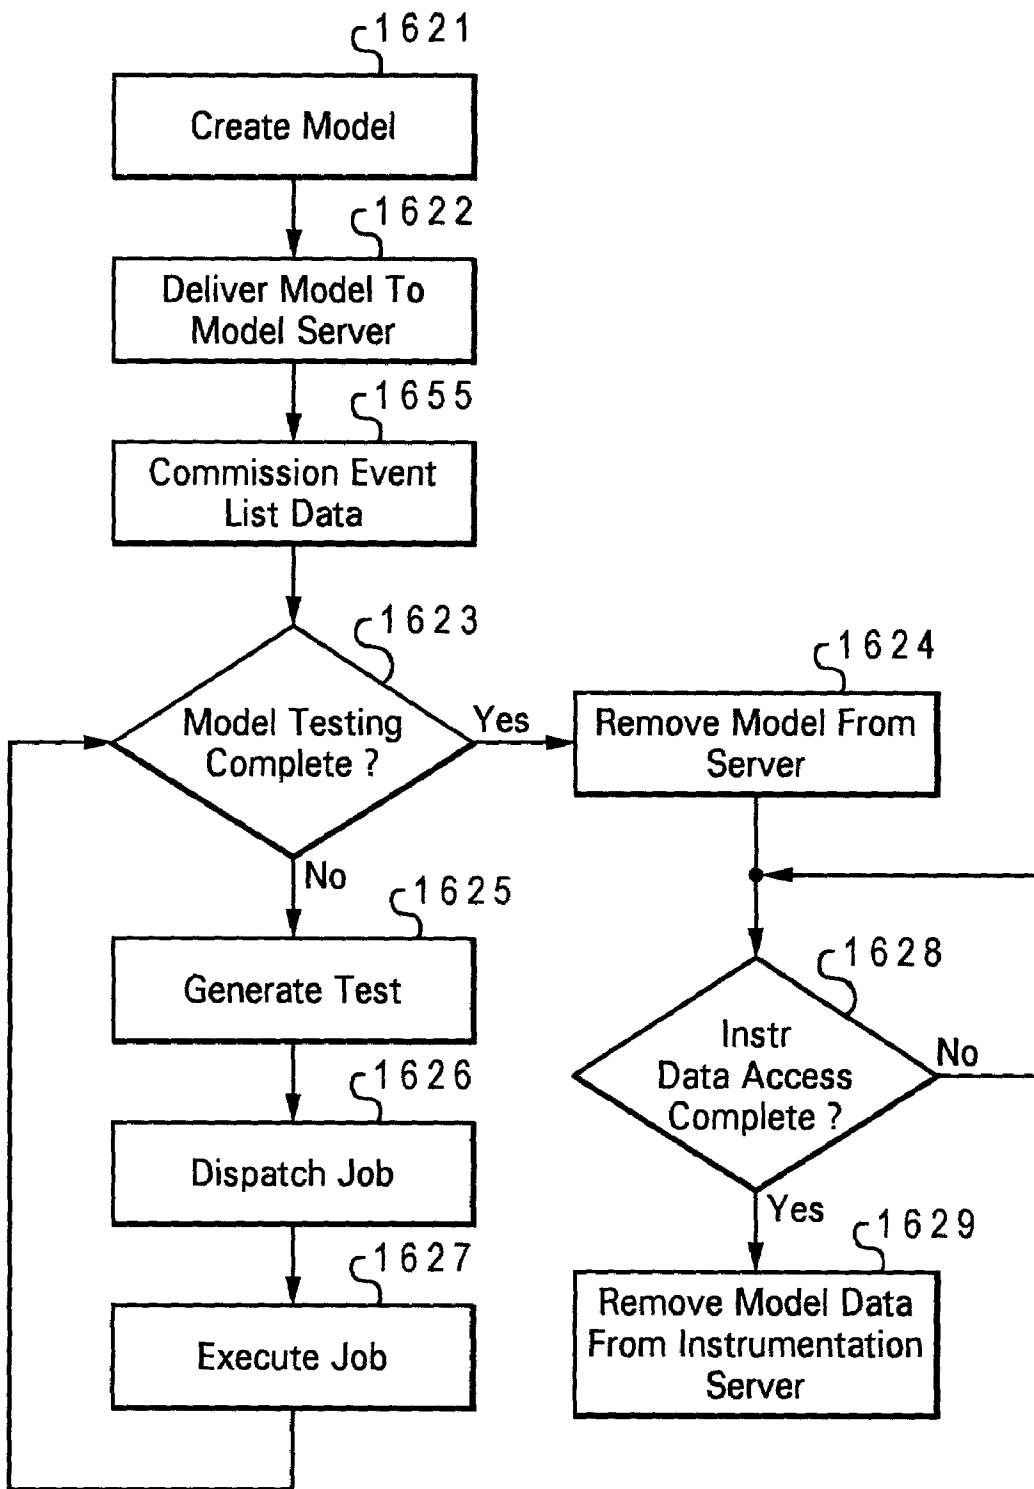 1621
Create Model
1622
Deliver Model To
Model Server
1655
Commission Event
List Data
1623
Model Testing
Complete ?
Yes
No
1624
Remove Model From
Server
1625
Generate Test
1626
Dispatch Job
1627
Execute Job
1628
Instr
Data Access
Complete ?
No
Yes
1629
Remove Model Data
From Instrumentation
Server